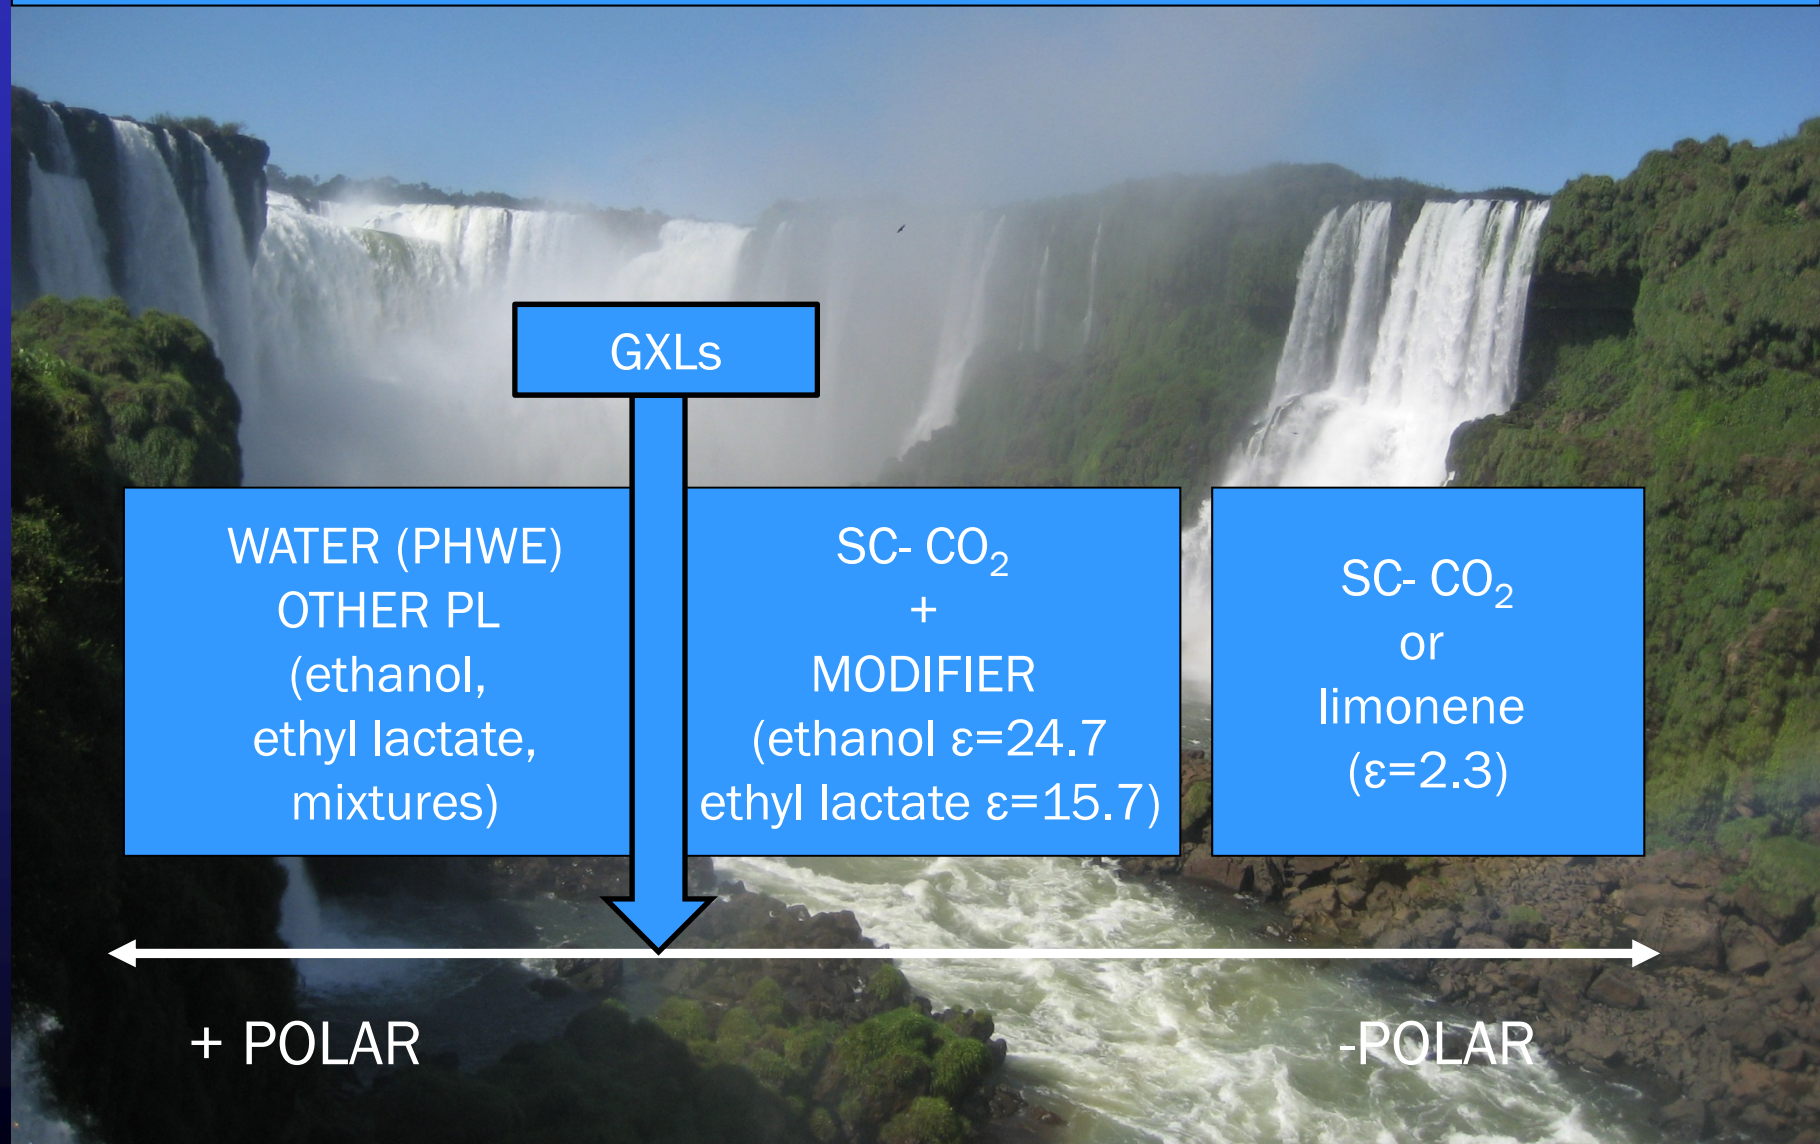 GXLs
WATER (PHWE)
OTHER PL
(ethanol,
ethyl lactate,
mixtures)
SC- CO₂
+
MODIFIER
(ethanol ε=24.7
ethyl lactate ε=15.7)
SC- CO₂
or
limonene
(ε=2.3)
+ POLAR
-POLAR